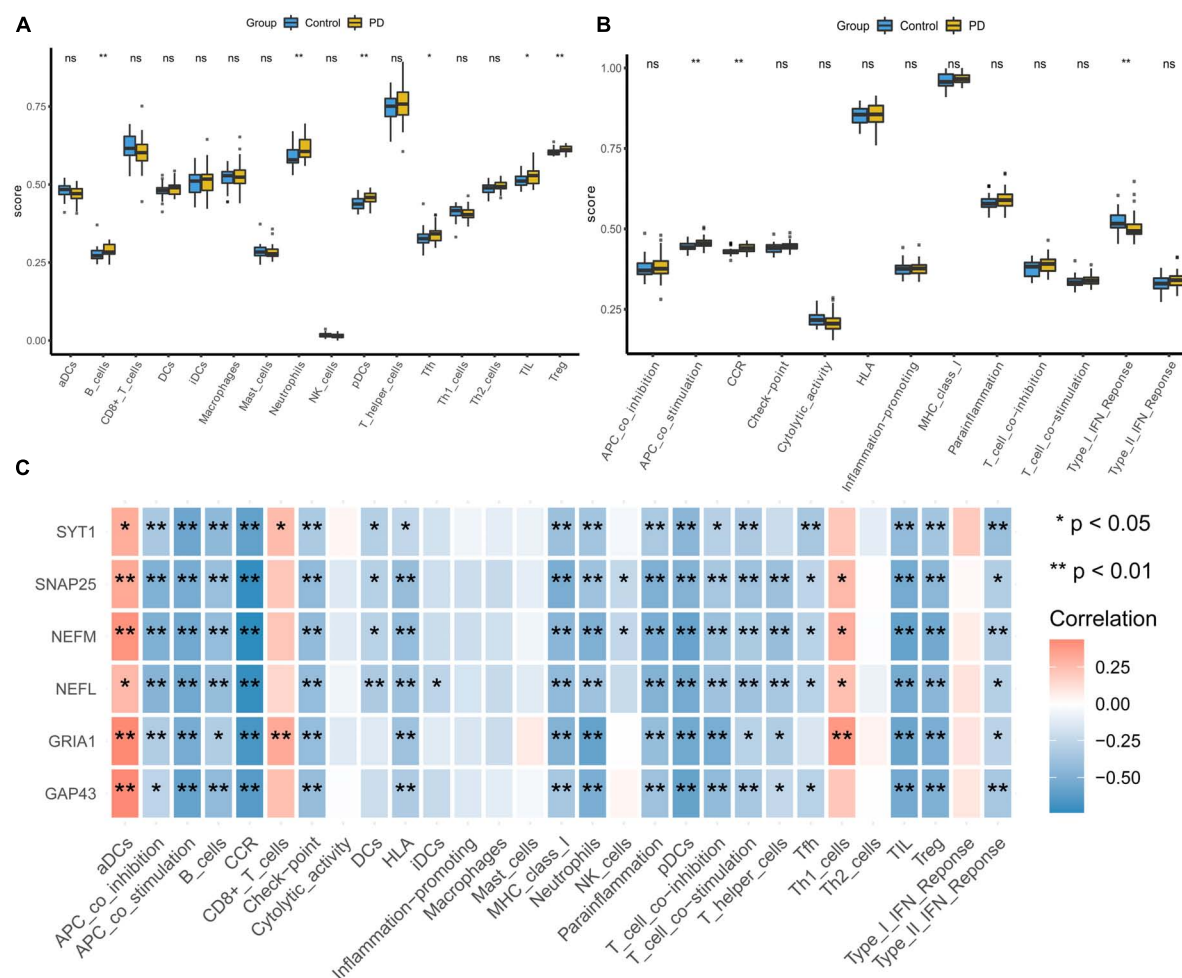 A
Group Control PD
ns ** ns ns ns ns ns ** ns ** ns * ns ns * **
score
0.75
0.50
0.25
0.00
aDCs
B_cells
CD8+_T_cells
DCs
iDCs
Macrophages
Mast_cells
Neutrophils
NK_cells
pDCs
T_helper_cells
Tfh
Th1_cells
Th2_cells
TIL
Treg
B
Group Control PD
ns ** ** ns ns ns ns ns ns ns ns ** ns
score
1.00
0.75
0.50
0.25
APC_co_inhibition
APC_co_stimulation
CCR
Check-point
Cytolytic_activity
HLA
Inflammation-promoting
MHC_class_I
Parainflammation
T_cell_co-inhibition
T_cell_co-stimulation
Type_I_IFN_Reponse
Type_II_IFN_Reponse
C
SYT1 * ** ** ** ** * ** * * ** ** ** ** * ** ** ** ** **
SNAP25 ** ** ** ** ** ** * ** ** ** * ** ** ** ** ** * * ** ** *
NEFM ** ** ** ** ** ** * ** ** ** * ** ** ** ** ** * * ** ** **
NEFL * ** ** ** ** ** ** ** * ** ** ** ** ** ** ** * * ** ** *
GRIA1 ** ** ** * ** ** ** ** ** ** ** ** ** * * ** ** ** *
GAP43 ** * ** ** ** ** ** ** ** ** ** ** ** * * ** ** **
aDCs
APC_co_inhibition
APC_co_stimulation
B_cells
CCR
CD8+_T_cells
Check-point
Cytolytic_activity
DCs
HLA
iDCs
Inflammation-promoting
Macrophages
Mast_cells
MHC_class_I
Neutrophils
NK_cells
Parainflammation
pDCs
T_cell_co-inhibition
T_cell_co-stimulation
T_helper_cells
Tfh
Th1_cells
Th2_cells
TIL
Treg
Type_I_IFN_Reponse
Type_II_IFN_Reponse
* p < 0.05
** p < 0.01
Correlation
0.25
0.00
−0.25
−0.50